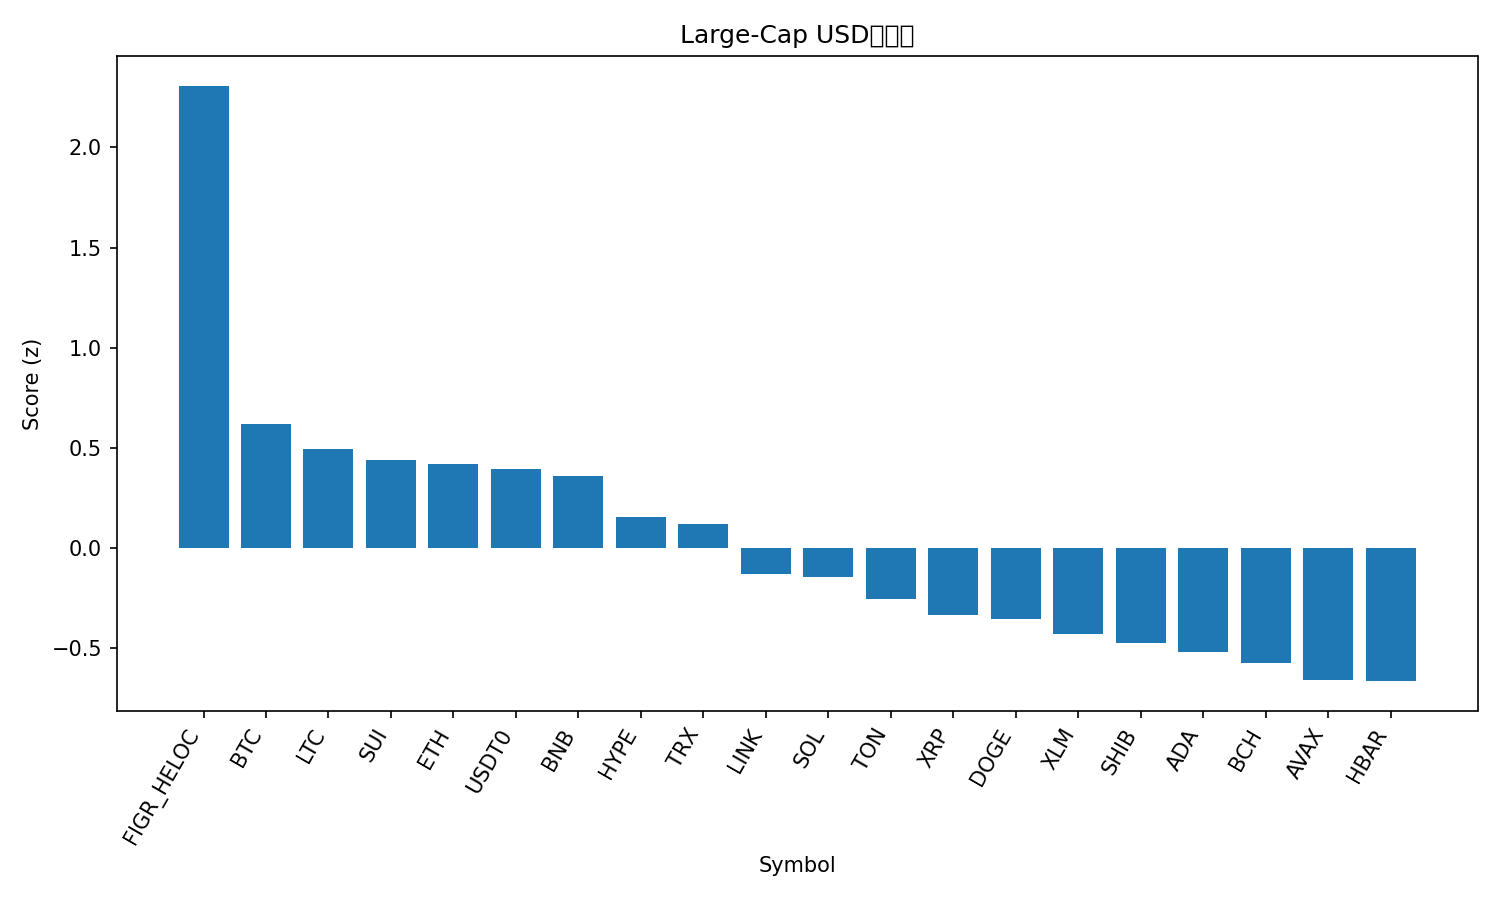 Large-Cap USD
Score (z)
2.0
1.5
1.0
0.5
0.0
−0.5
FIGR_HELOC
BTC
LTC
SUI
ETH
USDT0
BNB
HYPE
TRX
LINK
SOL
TON
XRP
DOGE
XLM
SHIB
ADA
BCH
AVAX
HBAR
Symbol